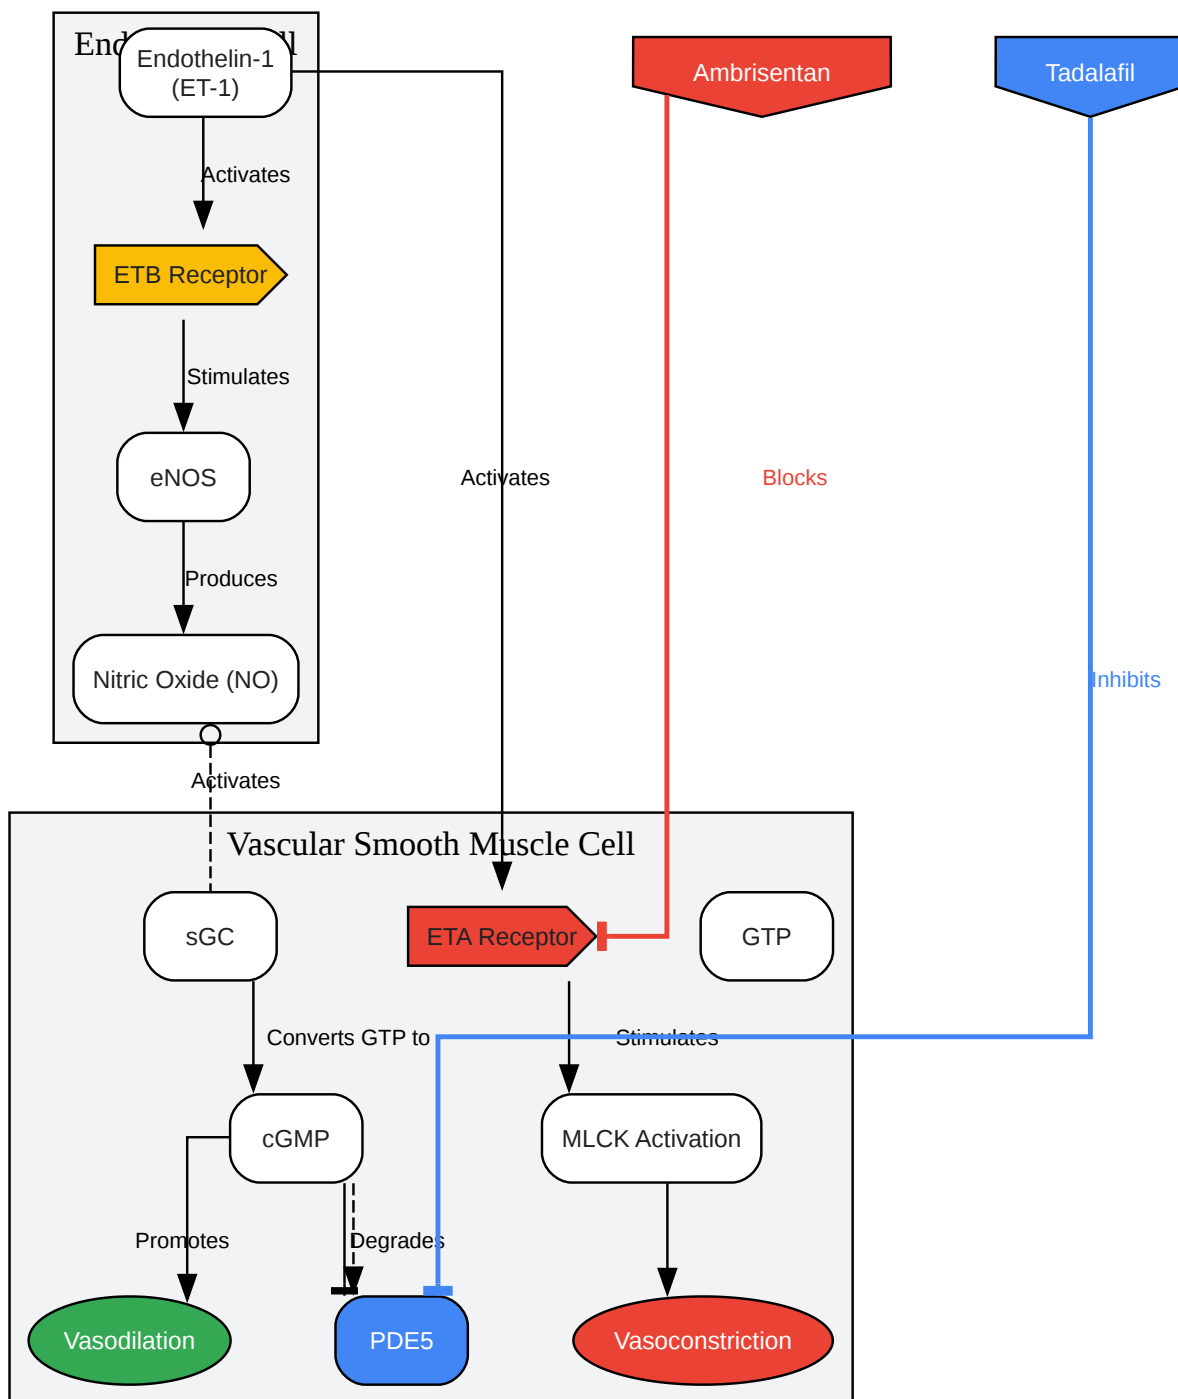 Endothelin-1
(ET-1)
Ambrisentan
Tadalafil
Activates
ETB Receptor
Stimulates
eNOS
Activates
Blocks
Produces
Nitric Oxide (NO)
Inhibits
Activates
Vascular Smooth Muscle Cell
sGC
ETA Receptor
GTP
Converts GTP to
Stimulates
cGMP
MLCK Activation
Promotes
Degrades
Vasodilation
PDE5
Vasoconstriction